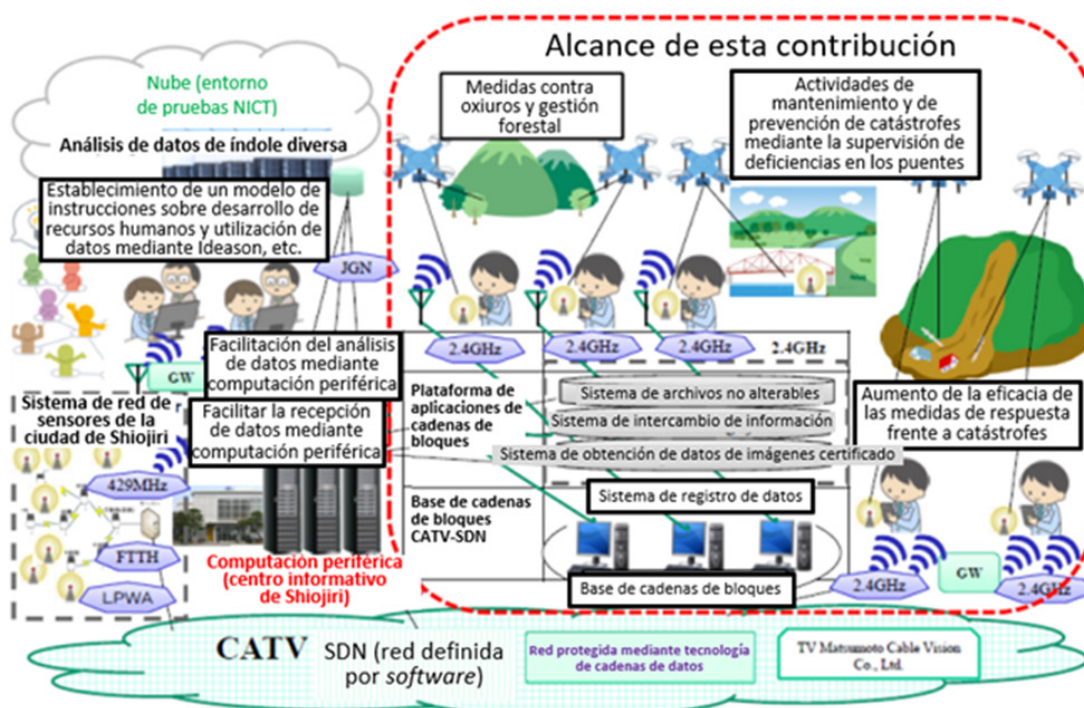 Alcance de esta contribución
Nube (entorno
de pruebas NICT)
Análisis de datos de índole diversa
Establecimiento de un modelo de
instrucciones sobre desarrollo de
recursos humanos y utilización de
datos mediante Ideason, etc.
JGN
Medidas contra
oxiuros y gestión
forestal
Actividades de
mantenimiento y de
prevención de catástrofes
mediante la supervisión de
deficiencias en los puentes
GW
Facilitación del análisis
de datos mediante
computación periférica
Facilitar la recepción
de datos mediante
computación periférica
2.4GHz
2.4GHz
2.4GHz
2.4GHz
Sistema de red de
sensores de la
ciudad de Shiojiri
429MHz
FTTH
LPWA
Plataforma de
aplicaciones de
cadenas de
bloques
Sistema de archivos no alterables
Sistema de intercambio de información
Sistema de obtención de datos de imágenes certificado
Aumento de la eficacia de
las medidas de respuesta
frente a catástrofes
Base de cadenas
de bloques
CATV-SDN
Sistema de registro de datos
Base de cadenas de bloques
Computación periférica
(centro informativo
de Shiojiri)
2.4GHz
GW
2.4GHz
CATV
SDN (red definida
por software)
Red protegida mediante tecnología
de cadenas de datos
TV Matsumoto Cable Vision
Co., Ltd.